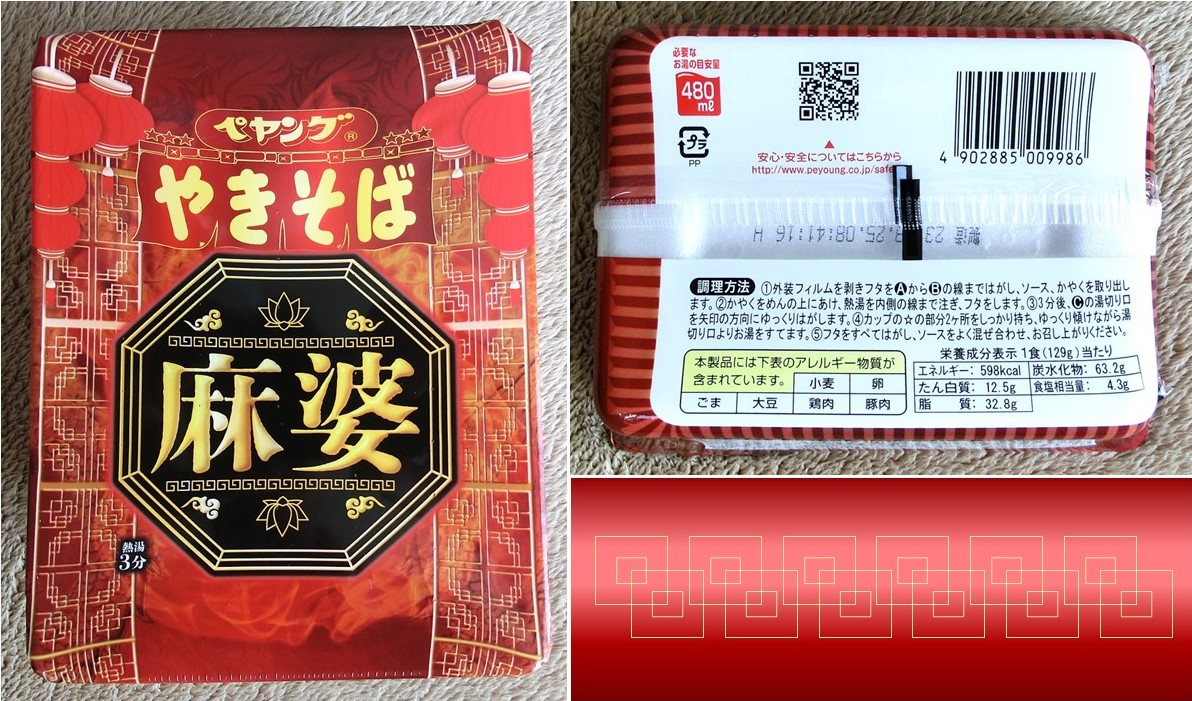 ペヤング®
やきそば
麻婆
熱湯
3分
必要な
お湯の目安量
480
mℓ
プラ
PP
安心・安全についてはこちらから
http://www.peyoung.co.jp/safe
4 902885 009986
調理方法 ①外装フィルムを剥きフタをAからBの線まではがし、ソース、かやくを取り出し
ます。②かやくをめんの上にあけ、熱湯を内側の線まで注ぎ、フタをします。③3分後、Cの湯切り口
を矢印の方向にゆっくりはがします。④カップの☆の部分2ヶ所をしっかり持ち、ゆっくり傾けながら湯
切り口よりお湯をすてます。⑤フタをすべてはがし、ソースをよく混ぜ合わせ、お召し上がりください。
本製品には下表のアレルギー物質が
含まれています。 小麦 卵
ごま 大豆 鶏肉 豚肉
栄養成分表示 1食(129g)当たり
エネルギー: 598kcal 炭水化物: 63.2g
たん白質: 12.5g 食塩相当量: 4.3g
脂 質: 32.8g